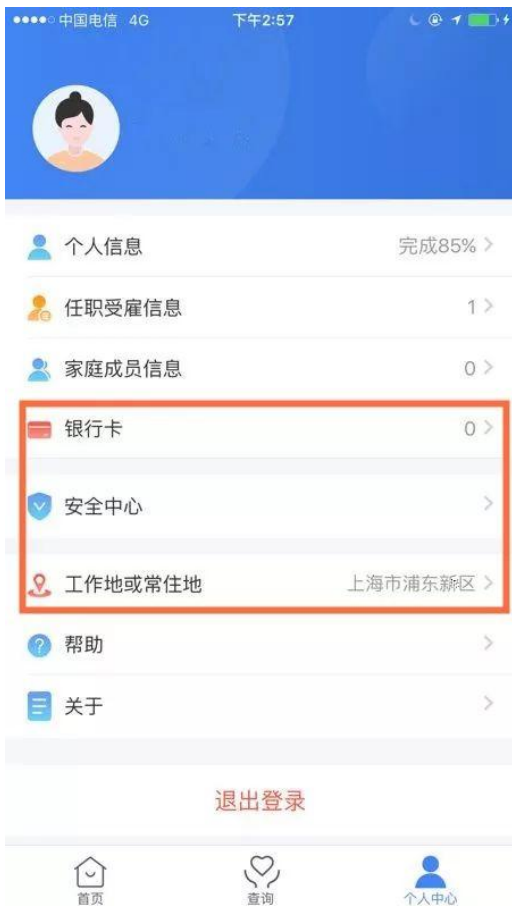 中国电信 4G 下午2:57
个人信息 完成85%
任职受雇信息 1
家庭成员信息 0
银行卡 0
安全中心
工作地或常住地 上海市浦东新区
帮助
关于
退出登录
首页 查询 个人中心